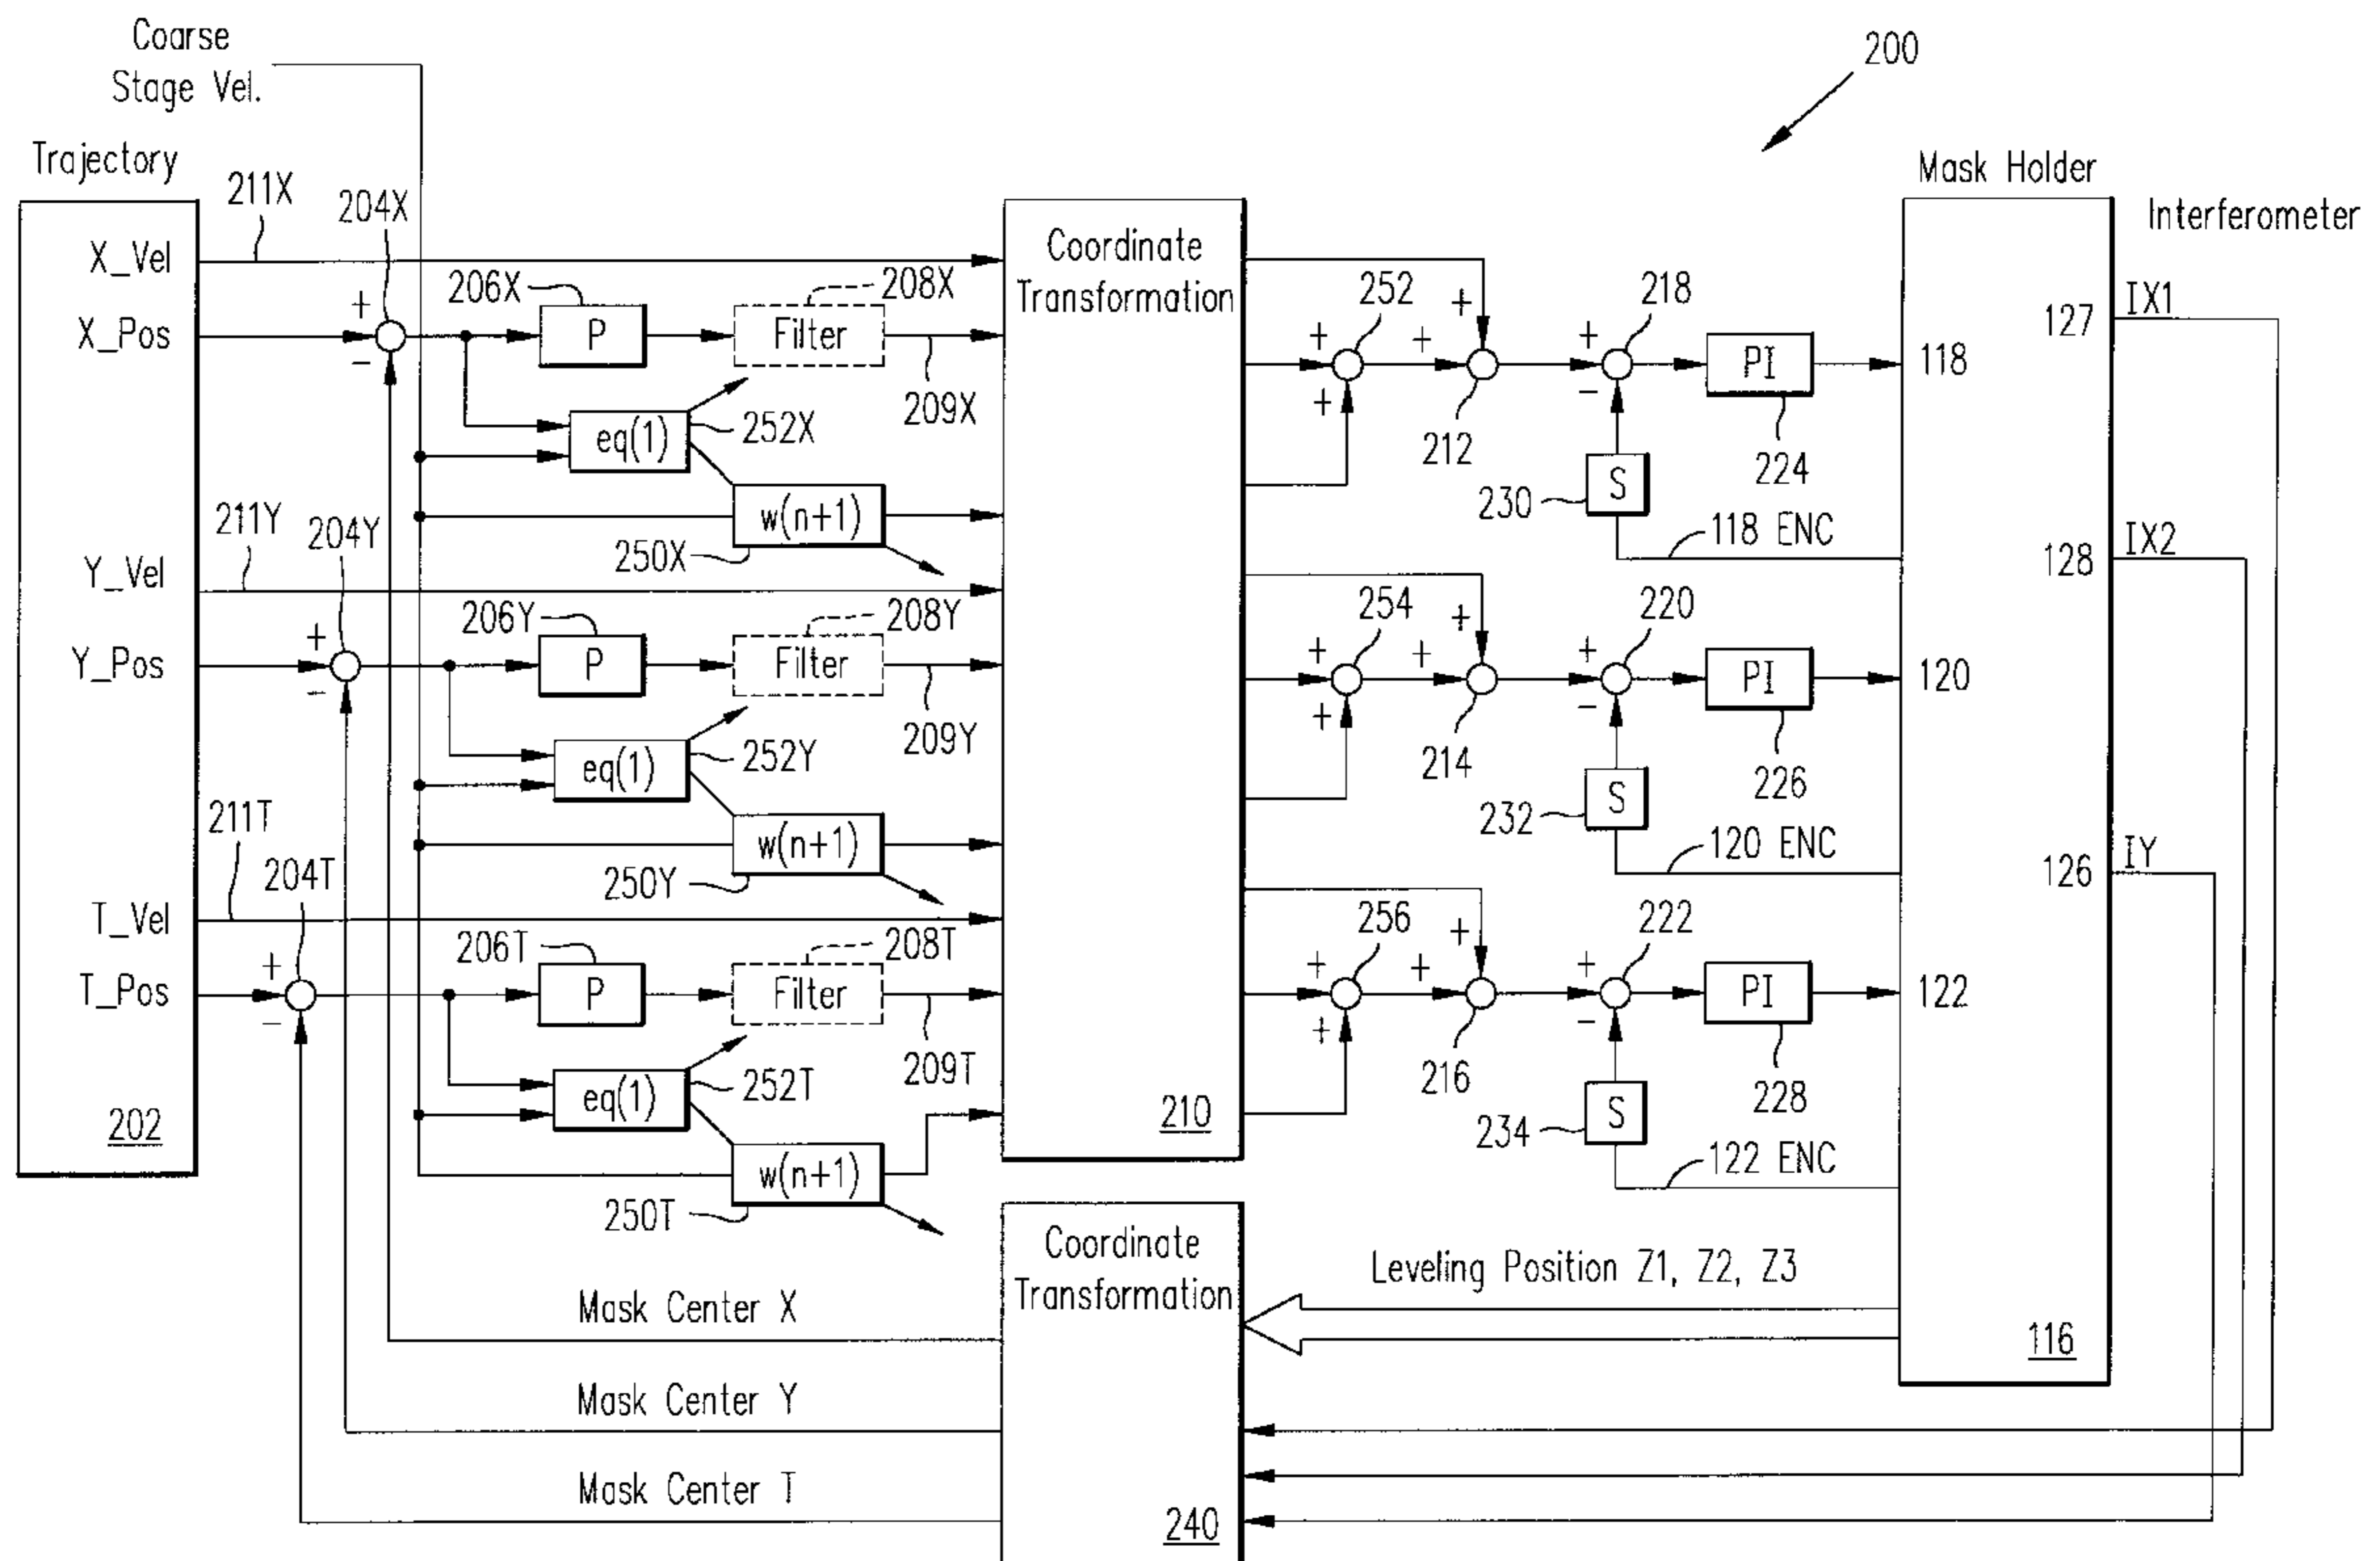 Coarse
Stage Vel.
200
Trajectory
Mask Holder
Interferometer
211X
204X
X_Vel
X_Pos
+
−
206X
P
208X
Filter
209X
eq(1)
252X
w(n+1)
250X
Coordinate
Transformation
252
+
+
+
+
212
218
+
−
PI
224
118
S
230
118 ENC
127
IX1
128
IX2
211Y
204Y
Y_Vel
Y_Pos
+
−
206Y
P
208Y
Filter
209Y
eq(1)
252Y
w(n+1)
250Y
254
+
+
+
+
214
220
+
−
PI
226
120
S
232
120 ENC
126
IY
211T
204T
T_Vel
T_Pos
+
−
206T
P
208T
Filter
209T
eq(1)
252T
w(n+1)
250T
202
210
256
+
+
+
+
216
222
+
−
PI
228
122
S
234
122 ENC
Coordinate
Transformation
Leveling Position Z1, Z2, Z3
116
Mask Center X
Mask Center Y
Mask Center T
240